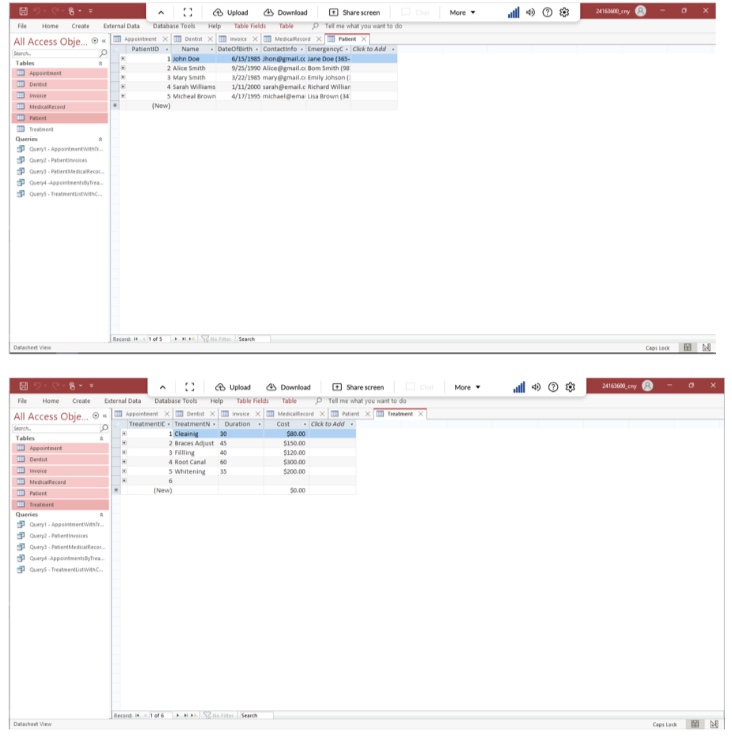 Upload Download Share screen Chat More 24163600_cny
File Home Create External Data Database Tools Help Table Fields Table Tell me what you want to do
All Access Obje...
Search...
Tables
Appointment
Dentist
Invoice
MedicalRecord
Patient
Treatment
Queries
Query1 - AppointmentWithTr...
Query2 - PatientInvoices
Query3 - PatientMedicalRecor...
Query4 -AppointmentsByTrea...
Query5 - TreatmentListWithC...
Appointment Dentist Invoice MedicalRecord Patient
PatientID Name DateOfBirth ContactInfo EmergencyC Click to Add
1 John Doe 6/15/1985 Jhon@gmail.co Jane Doe (365-
2 Alice Smith 9/25/1990 Alice@gmail.co Bom Smith (98
3 Mary Smith 3/22/1985 mary@gmail.co Emily Johson (
4 Sarah Williams 1/11/2000 sarah@email.c Richard Willian
5 Micheal Brown 4/17/1995 michael@emai Lisa Brown (34
(New)
Record: 1 of 5 No Filter Search
Datasheet View Caps Lock
Upload Download Share screen Chat More 24163600_cny
File Home Create External Data Database Tools Help Table Fields Table Tell me what you want to do
All Access Obje...
Search...
Tables
Appointment
Dentist
Invoice
MedicalRecord
Patient
Treatment
Queries
Query1 - AppointmentWithTr...
Query2 - PatientInvoices
Query3 - PatientMedicalRecor...
Query4 -AppointmentsByTrea...
Query5 - TreatmentListWithC...
Appointment Dentist Invoice MedicalRecord Patient Treatment
TreatmentIC TreatmentN Duration Cost Click to Add
1 Cleainig 30 $80.00
2 Braces Adjust 45 $150.00
3 Fillling 40 $120.00
4 Root Canal 60 $300.00
5 Whitening 35 $200.00
6
(New) $0.00
Record: 1 of 6 No Filter Search
Datasheet View Caps Lock